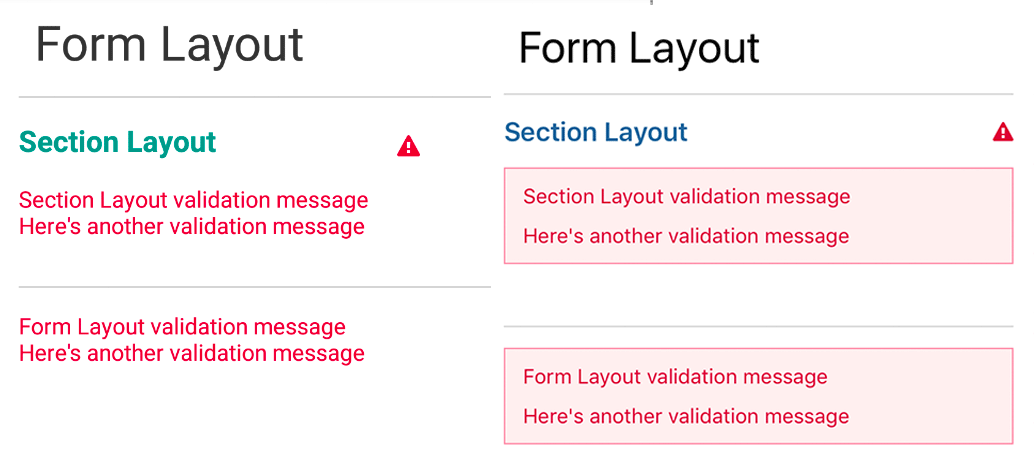 Form Layout
Section Layout
Section Layout validation message
Here's another validation message
Form Layout validation message
Here's another validation message
Form Layout
Section Layout
Section Layout validation message
Here's another validation message
Form Layout validation message
Here's another validation message